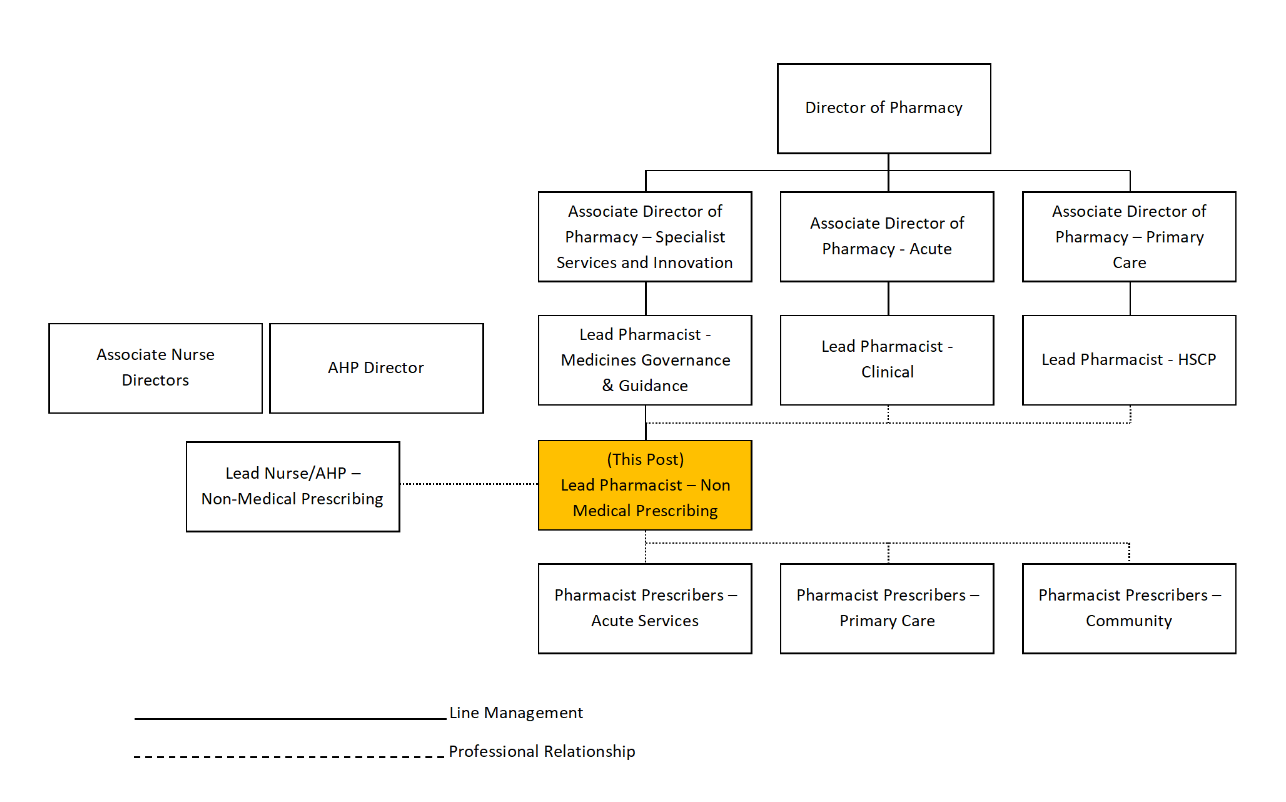 Director of Pharmacy
Associate Director of
Pharmacy – Specialist
Services and Innovation
Associate Director of
Pharmacy - Acute
Associate Director of
Pharmacy – Primary
Care
Associate Nurse
Directors
AHP Director
Lead Pharmacist -
Medicines Governance
& Guidance
Lead Pharmacist -
Clinical
Lead Pharmacist - HSCP
Lead Nurse/AHP –
Non-Medical Prescribing
(This Post)
Lead Pharmacist – Non
Medical Prescribing
Pharmacist Prescribers –
Acute Services
Pharmacist Prescribers –
Primary Care
Pharmacist Prescribers –
Community
Line Management
Professional Relationship